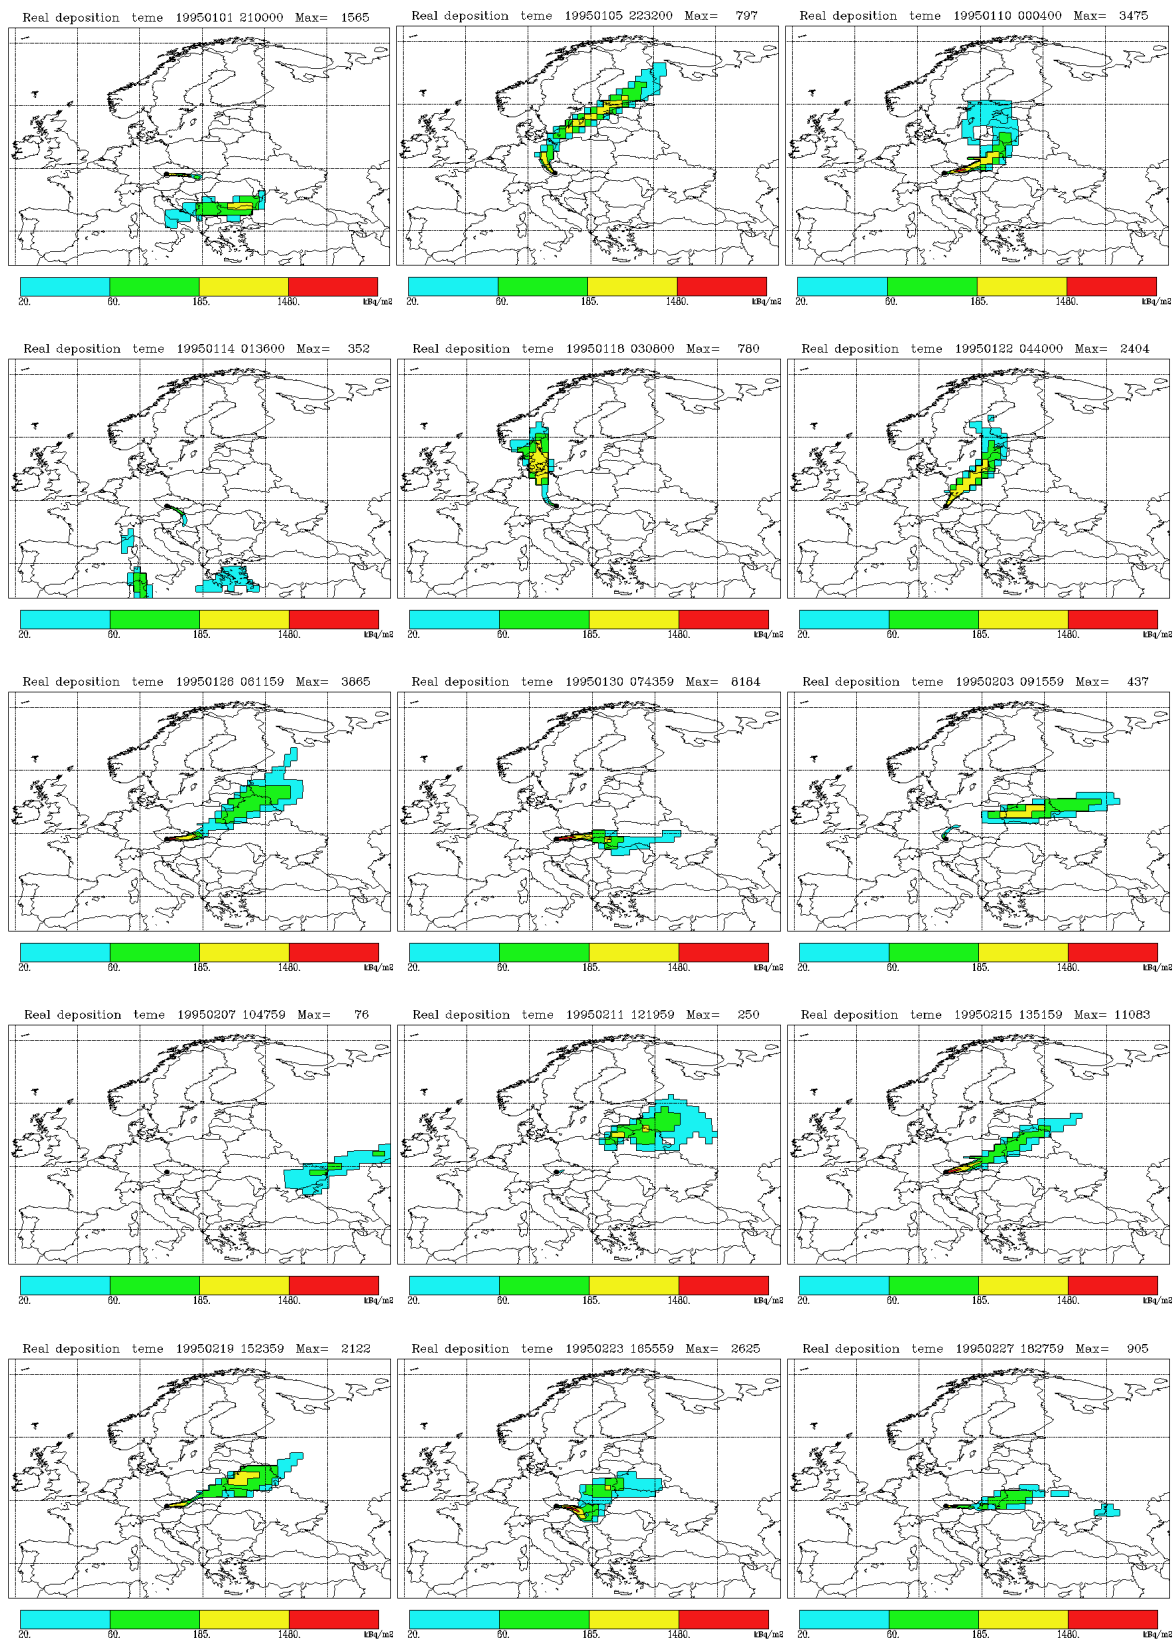 Real deposition teme 19950101 210000 Max= 1565
Real deposition teme 19950105 223200 Max= 797
Real deposition teme 19950110 000400 Max= 3475
20. 60. 185. 1480. kBq/m2
20. 60. 185. 1480. kBq/m2
20. 60. 185. 1480. kBq/m2
Real deposition teme 19950114 013600 Max= 352
Real deposition teme 19950118 030800 Max= 780
Real deposition teme 19950122 044000 Max= 2404
20. 60. 185. 1480. kBq/m2
20. 60. 185. 1480. kBq/m2
20. 60. 185. 1480. kBq/m2
Real deposition teme 19950126 061159 Max= 3865
Real deposition teme 19950130 074359 Max= 8184
Real deposition teme 19950203 091559 Max= 437
20. 60. 185. 1480. kBq/m2
20. 60. 185. 1480. kBq/m2
20. 60. 185. 1480. kBq/m2
Real deposition teme 19950207 104759 Max= 76
Real deposition teme 19950211 121959 Max= 250
Real deposition teme 19950215 135159 Max= 11083
20. 60. 185. 1480. kBq/m2
20. 60. 185. 1480. kBq/m2
20. 60. 185. 1480. kBq/m2
Real deposition teme 19950219 152359 Max= 2122
Real deposition teme 19950223 165559 Max= 2625
Real deposition teme 19950227 182759 Max= 905
20. 60. 185. 1480. kBq/m2
20. 60. 185. 1480. kBq/m2
20. 60. 185. 1480. kBq/m2